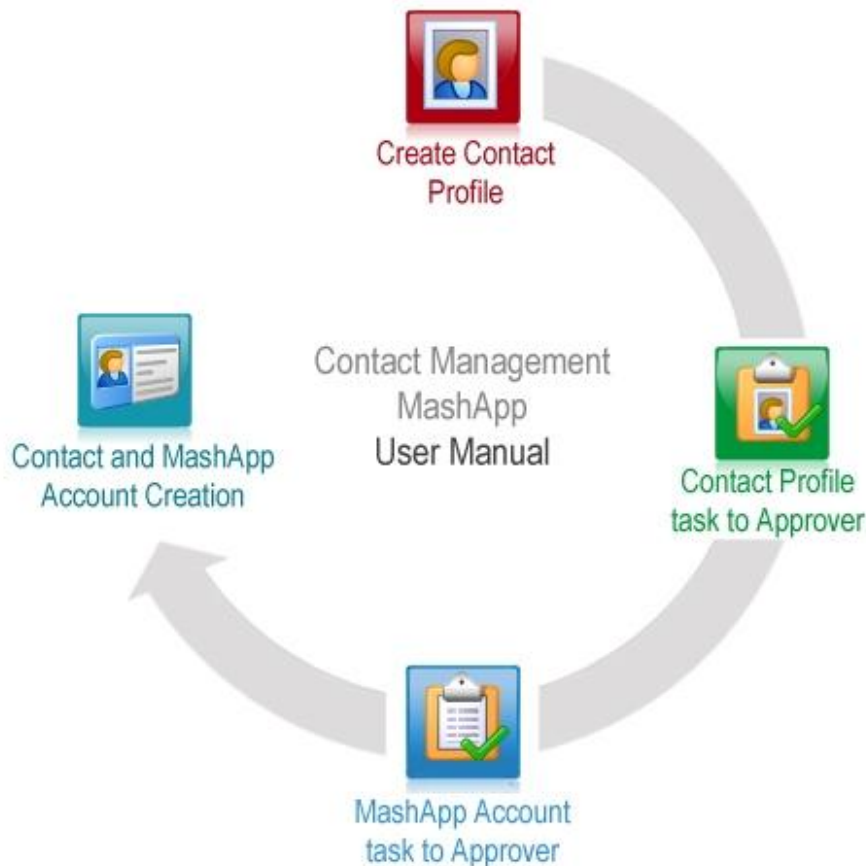 Create Contact
Profile
Contact Management
MashApp
User Manual
Contact and MashApp
Account Creation
Contact Profile
task to Approver
MashApp Account
task to Approver